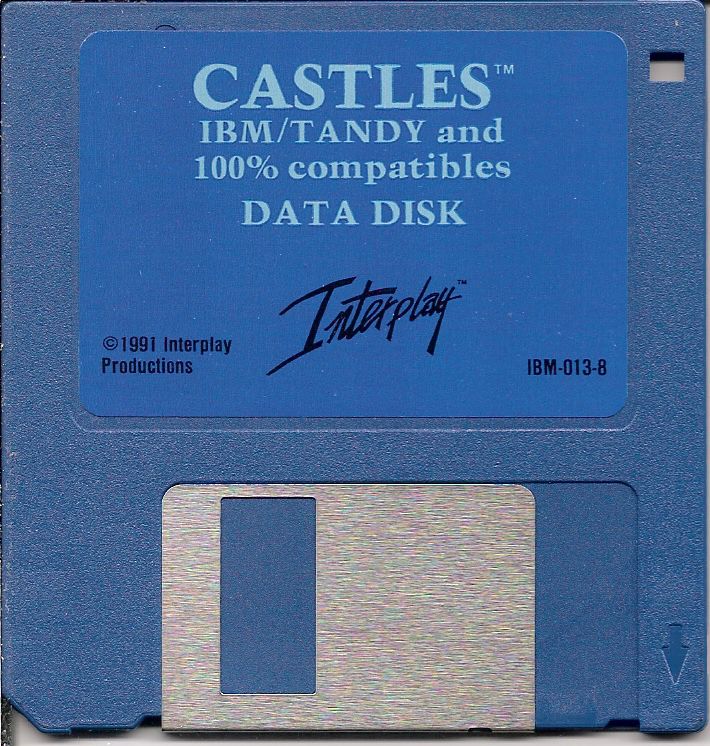 CASTLES™
IBM/TANDY and
100% compatibles
DATA DISK
Interplay™
©1991 Interplay
Productions
IBM-013-8